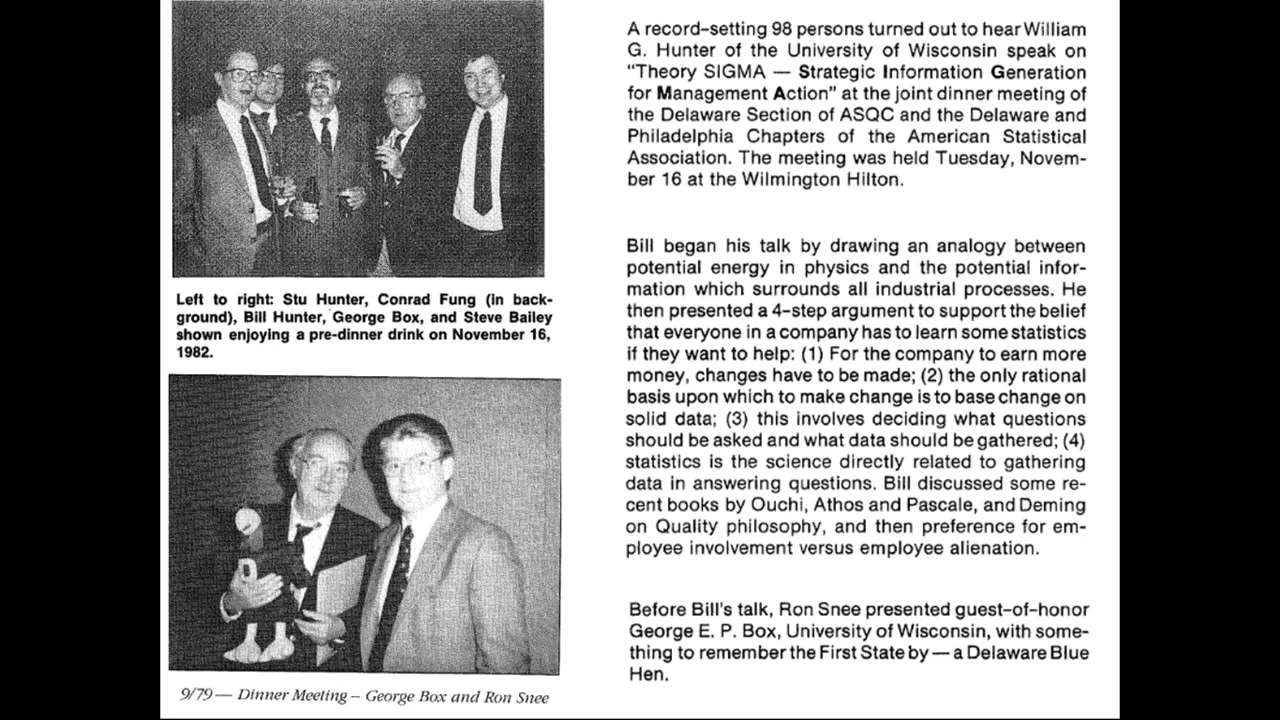 Left to right: Stu Hunter, Conrad Fung (in back-
ground), Bill Hunter, George Box, and Steve Bailey
shown enjoying a pre-dinner drink on November 16,
1982.
9/79 — Dinner Meeting – George Box and Ron Snee
A record-setting 98 persons turned out to hear William
G. Hunter of the University of Wisconsin speak on
"Theory SIGMA — Strategic Information Generation
for Management Action" at the joint dinner meeting of
the Delaware Section of ASQC and the Delaware and
Philadelphia Chapters of the American Statistical
Association. The meeting was held Tuesday, Novem-
ber 16 at the Wilmington Hilton.
Bill began his talk by drawing an analogy between
potential energy in physics and the potential infor-
mation which surrounds all industrial processes. He
then presented a 4-step argument to support the belief
that everyone in a company has to learn some statistics
if they want to help: (1) For the company to earn more
money, changes have to be made; (2) the only rational
basis upon which to make change is to base change on
solid data; (3) this involves deciding what questions
should be asked and what data should be gathered; (4)
statistics is the science directly related to gathering
data in answering questions. Bill discussed some re-
cent books by Ouchi, Athos and Pascale, and Deming
on Quality philosophy, and then preference for em-
ployee involvement versus employee alienation.
Before Bill's talk, Ron Snee presented guest-of-honor
George E. P. Box, University of Wisconsin, with some-
thing to remember the First State by — a Delaware Blue
Hen.